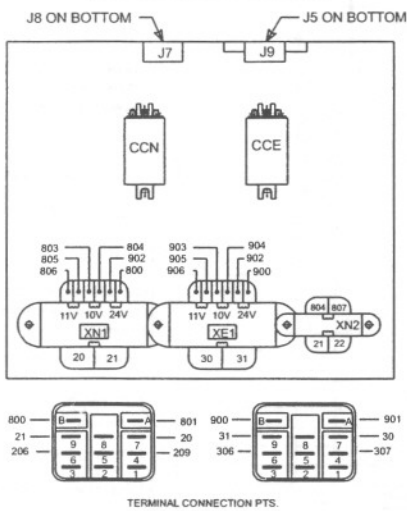 J8 ON BOTTOM J5 ON BOTTOM
J7 J9
CCN CCE
803 804 903 904
805 902 905 902
806 800 906 900
11V 10V 24V 11V 10V 24V 804 807
XN1 XE1 XN2
20 21 30 31 21 22
800 B A 801 900 B A 901
21 9 8 7 20 31 9 8 7 30
206 6 5 4 209 306 6 5 4 307
3 2 1 3 2 1
TERMINAL CONNECTION PTS.